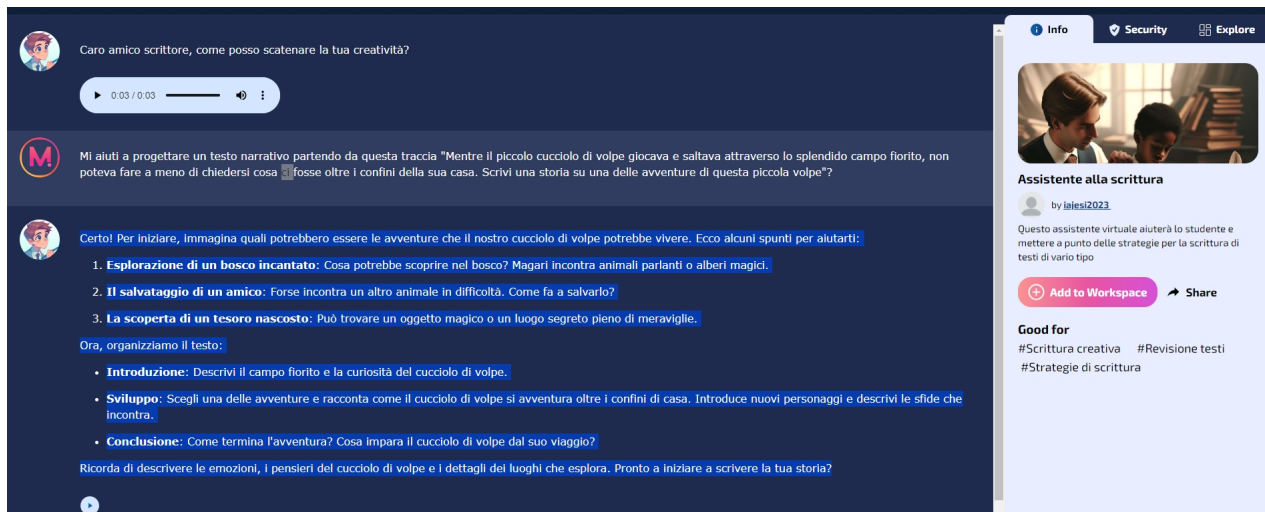 Caro amico scrittore, come posso scatenare la tua creatività?
0:03 / 0:03
M
Mi aiuti a progettare un testo narrativo partendo da questa traccia "Mentre il piccolo cucciolo di volpe giocava e saltava attraverso lo splendido campo fiorito, non
poteva fare a meno di chiedersi cosa ci fosse oltre i confini della sua casa. Scrivi una storia su una delle avventure di questa piccola volpe"?
Certo! Per iniziare, immagina quali potrebbero essere le avventure che il nostro cucciolo di volpe potrebbe vivere. Ecco alcuni spunti per aiutarti:
1. Esplorazione di un bosco incantato: Cosa potrebbe scoprire nel bosco? Magari incontra animali parlanti o alberi magici.
2. Il salvataggio di un amico: Forse incontra un altro animale in difficoltà. Come fa a salvarlo?
3. La scoperta di un tesoro nascosto: Può trovare un oggetto magico o un luogo segreto pieno di meraviglie.
Ora, organizziamo il testo:
• Introduzione: Descrivi il campo fiorito e la curiosità del cucciolo di volpe.
• Sviluppo: Scegli una delle avventure e racconta come il cucciolo di volpe si avventura oltre i confini di casa. Introduce nuovi personaggi e descrivi le sfide che
incontra.
• Conclusione: Come termina l'avventura? Cosa impara il cucciolo di volpe dal suo viaggio?
Ricorda di descrivere le emozioni, i pensieri del cucciolo di volpe e i dettagli dei luoghi che esplora. Pronto a iniziare a scrivere la tua storia?
Info
Security
Explore
Assistente alla scrittura
by iajesi2023
Questo assistente virtuale aiuterà lo studente e
mettere a punto delle strategie per la scrittura di
testi di vario tipo
Add to Workspace
Share
Good for
#Scrittura creativa #Revisione testi
#Strategie di scrittura